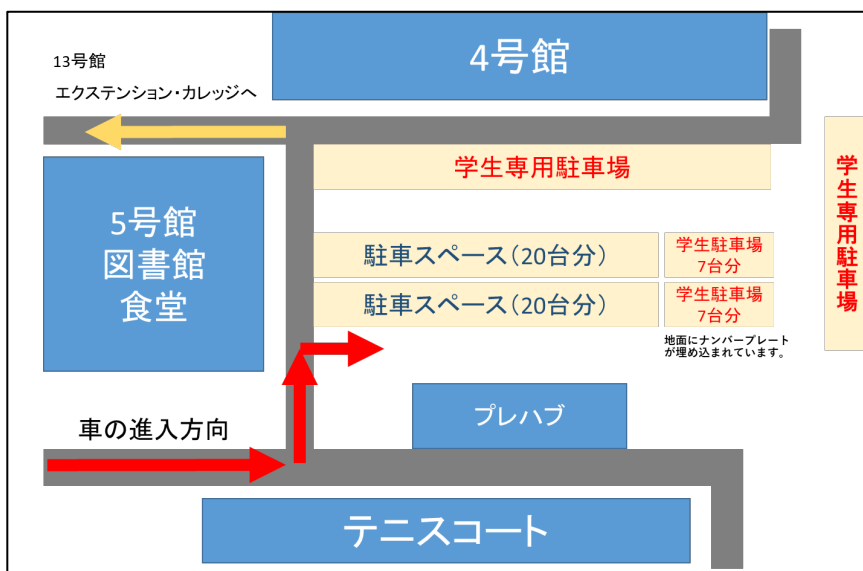 4号館
13号館
エクステンション・カレッジへ
学生専用駐車場
学生専用駐車場
5号館
図書館
食堂
駐車スペース(20台分)
学生駐車場
7台分
駐車スペース(20台分)
学生駐車場
7台分
地面にナンバープレート
が埋め込まれています。
プレハブ
車の進入方向
テニスコート